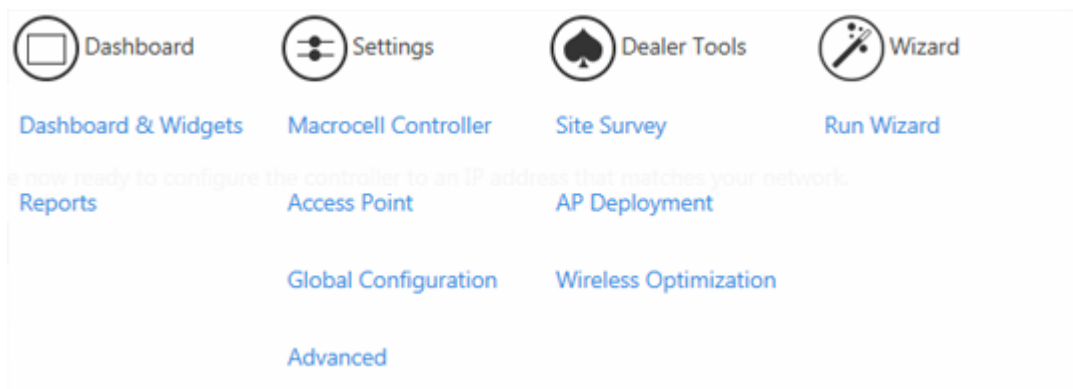 Dashboard Settings Dealer Tools Wizard
Dashboard & Widgets Macrocell Controller Site Survey Run Wizard
e now ready to configure the controller to an IP address that matches your network.
Reports Access Point AP Deployment
Global Configuration Wireless Optimization
Advanced